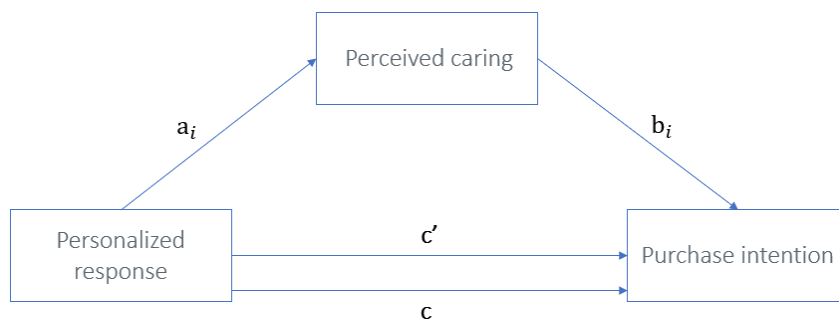 Perceived caring
aᵢ
bᵢ
Personalized
response
c’
Purchase intention
c